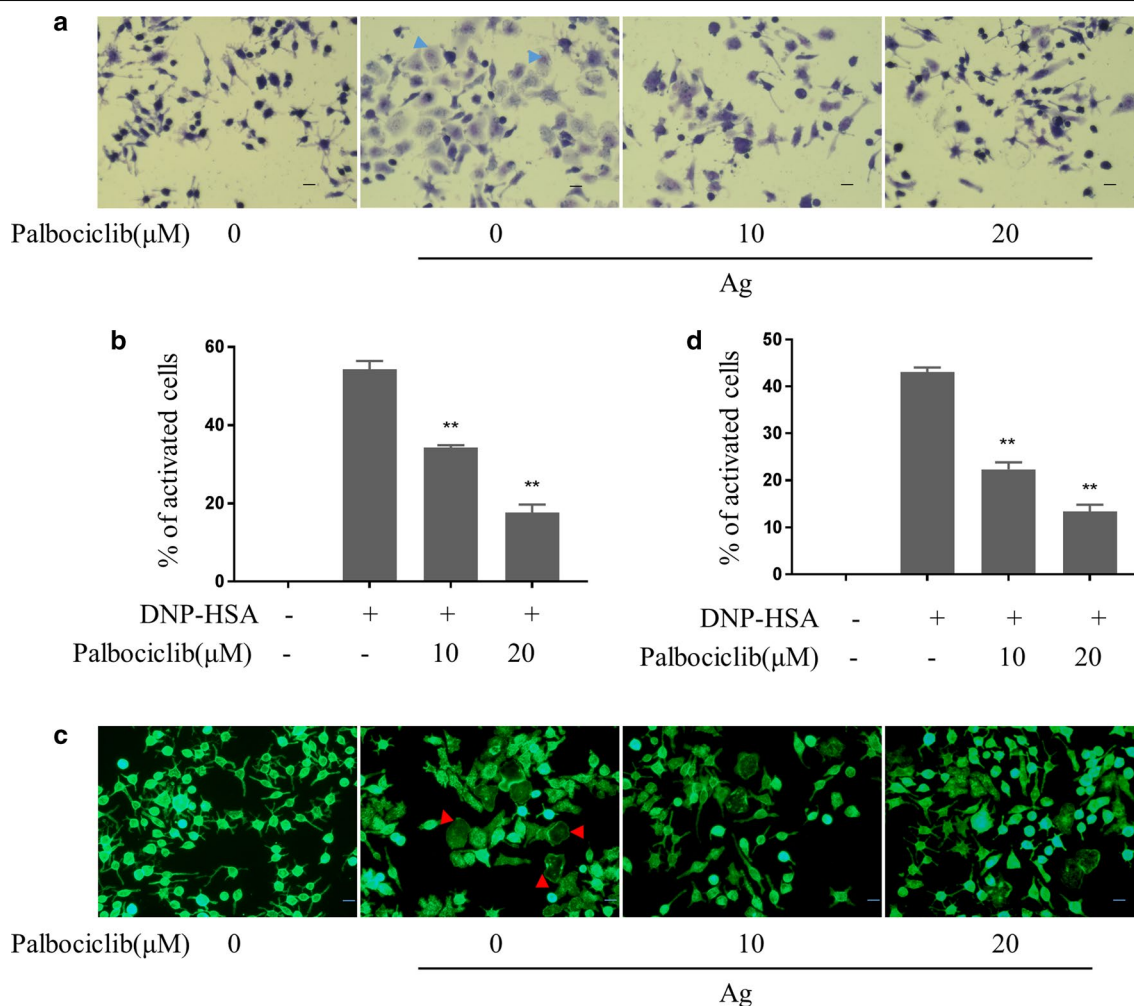 a
Palbociclib(μM) 0 0 10 20
Ag
b
% of activated cells
60
40
20
0
** **
DNP-HSA - + + +
Palbociclib(μM) - - 10 20
d
% of activated cells
50
40
30
20
10
0
** **
DNP-HSA - + + +
Palbociclib(μM) - - 10 20
c
Palbociclib(μM) 0 0 10 20
Ag